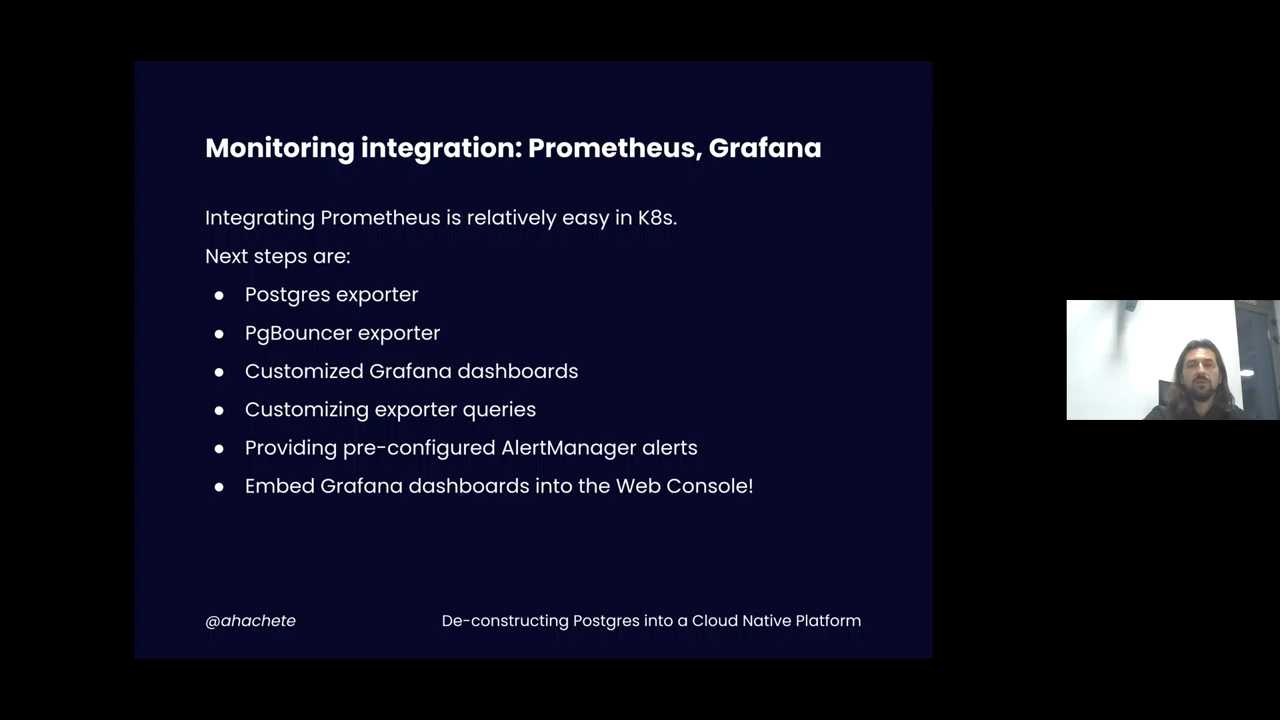 Monitoring integration: Prometheus, Grafana
Integrating Prometheus is relatively easy in K8s.
Next steps are:
● Postgres exporter
● PgBouncer exporter
● Customized Grafana dashboards
● Customizing exporter queries
● Providing pre-configured AlertManager alerts
● Embed Grafana dashboards into the Web Console!
@ahachete
De-constructing Postgres into a Cloud Native Platform